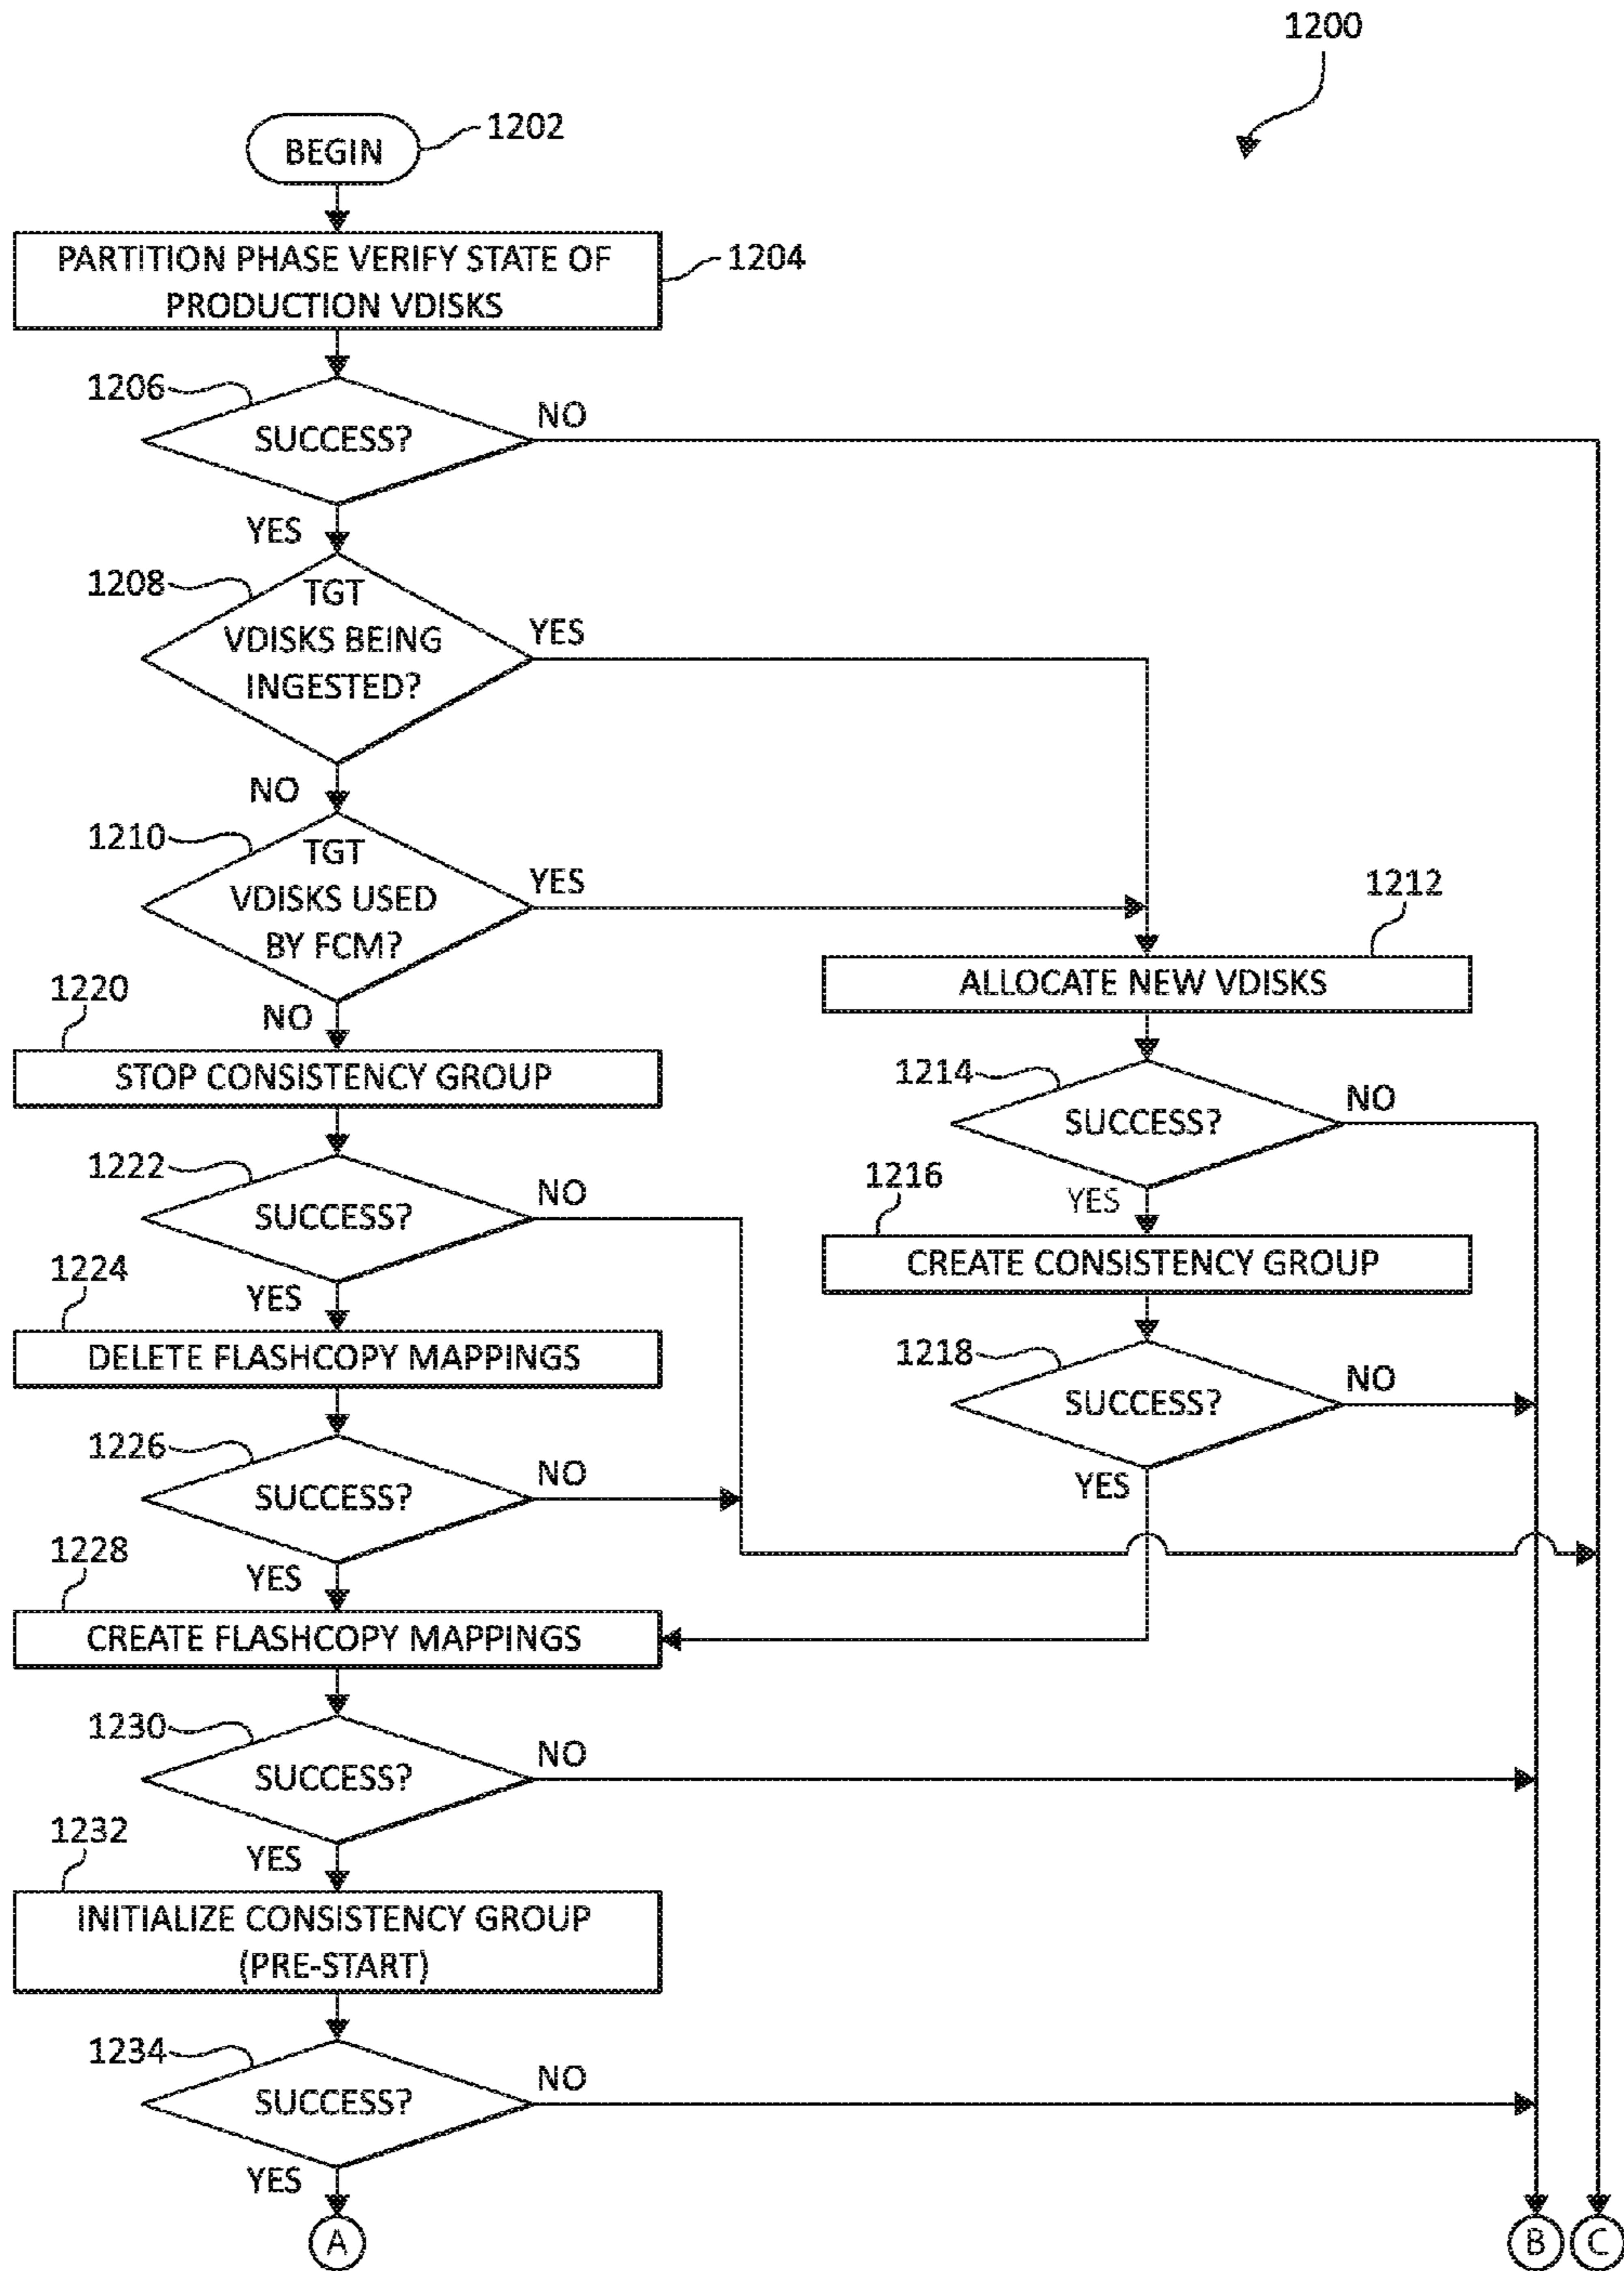 1200
BEGIN
1202
PARTITION PHASE VERIFY STATE OF
PRODUCTION VDISKS
1204
1206
SUCCESS?
NO
YES
1208
TGT
VDISKS BEING
INGESTED?
YES
NO
1210
TGT
VDISKS USED
BY FCM?
YES
NO
1212
ALLOCATE NEW VDISKS
1214
SUCCESS?
NO
YES
1216
CREATE CONSISTENCY GROUP
1218
SUCCESS?
NO
YES
1220
STOP CONSISTENCY GROUP
1222
SUCCESS?
NO
YES
1224
DELETE FLASHCOPY MAPPINGS
1226
SUCCESS?
NO
YES
1228
CREATE FLASHCOPY MAPPINGS
1230
SUCCESS?
NO
YES
1232
INITIALIZE CONSISTENCY GROUP
(PRE-START)
1234
SUCCESS?
NO
YES
A
B
C